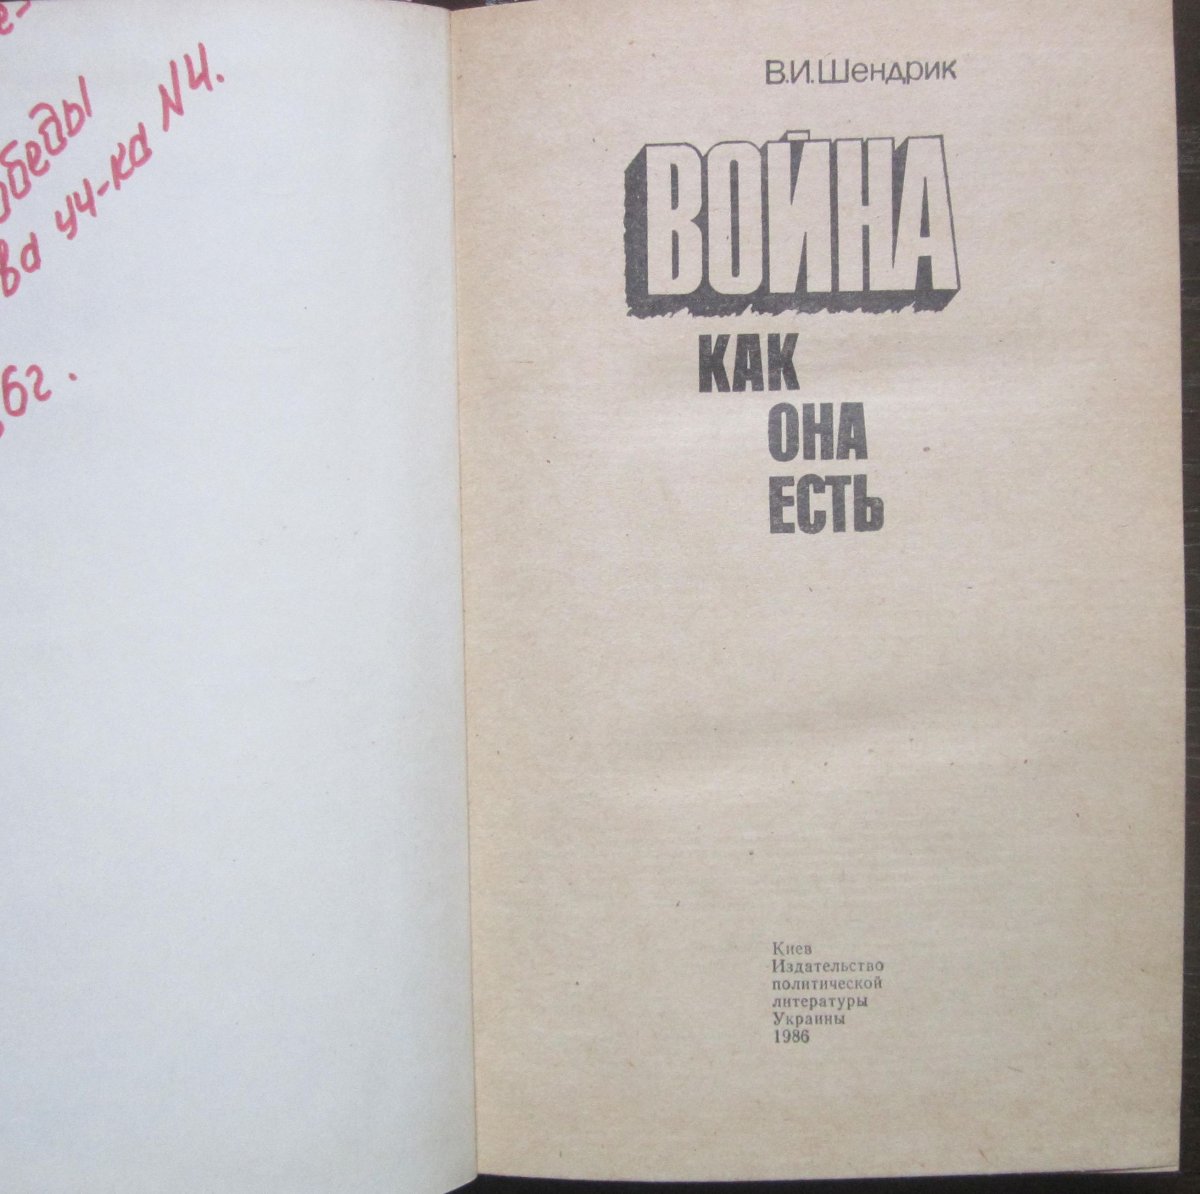 обеды
ва уч-ка N4.
6г.
В.И.Шендрик
ВОЙНА
КАК
ОНА
ЕСТЬ
Киев
Издательство
политической
литературы
Украины
1986